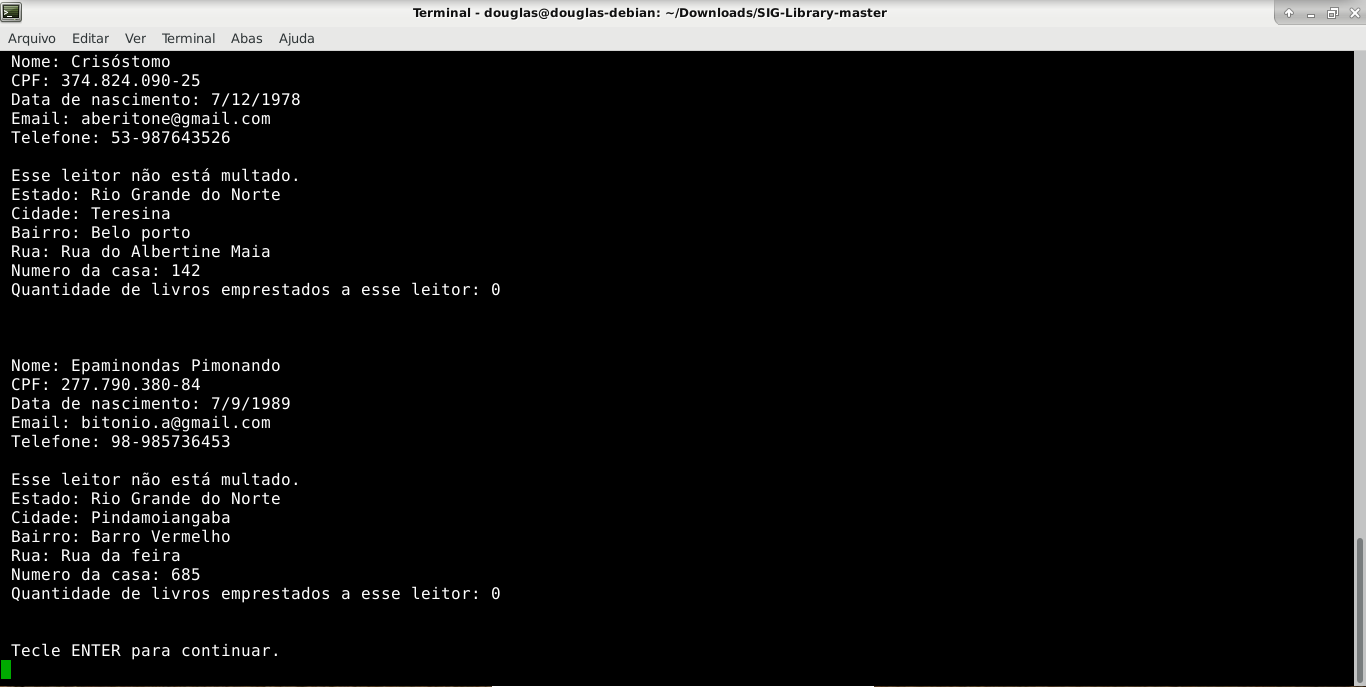 Terminal - douglas@douglas-debian: ~/Downloads/SIG-Library-master
Arquivo Editar Ver Terminal Abas Ajuda
Nome: Crisóstomo
CPF: 374.824.090-25
Data de nascimento: 7/12/1978
Email: aberitone@gmail.com
Telefone: 53-987643526
Esse leitor não está multado.
Estado: Rio Grande do Norte
Cidade: Teresina
Bairro: Belo porto
Rua: Rua do Albertine Maia
Numero da casa: 142
Quantidade de livros emprestados a esse leitor: 0
Nome: Epaminondas Pimonando
CPF: 277.790.380-84
Data de nascimento: 7/9/1989
Email: bitonio.a@gmail.com
Telefone: 98-985736453
Esse leitor não está multado.
Estado: Rio Grande do Norte
Cidade: Pindamoiangaba
Bairro: Barro Vermelho
Rua: Rua da feira
Numero da casa: 685
Quantidade de livros emprestados a esse leitor: 0
Tecle ENTER para continuar.